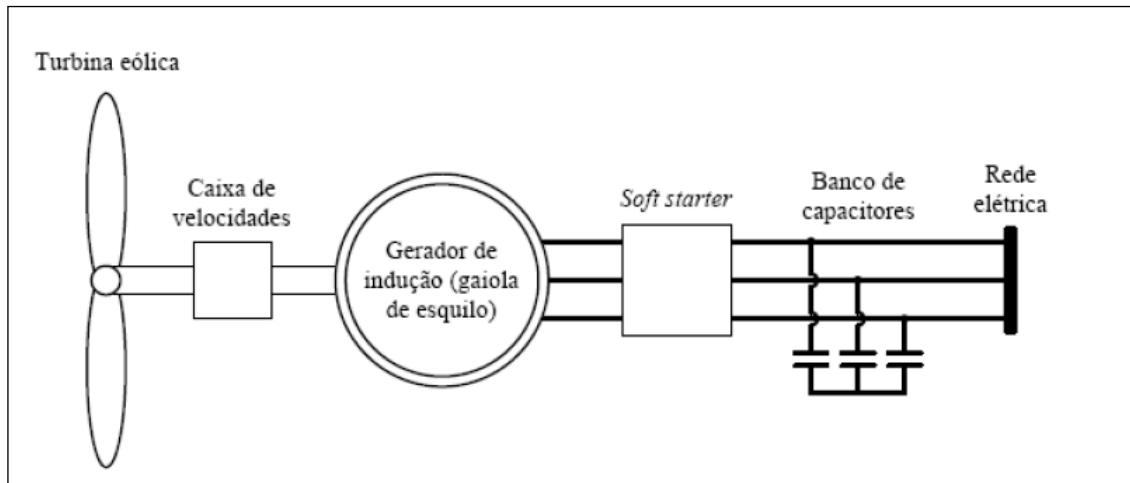 Turbina eólica
Caixa de
velocidades
Gerador de
indução (gaiola
de esquilo)
Soft starter
Banco de
capacitores
Rede
elétrica